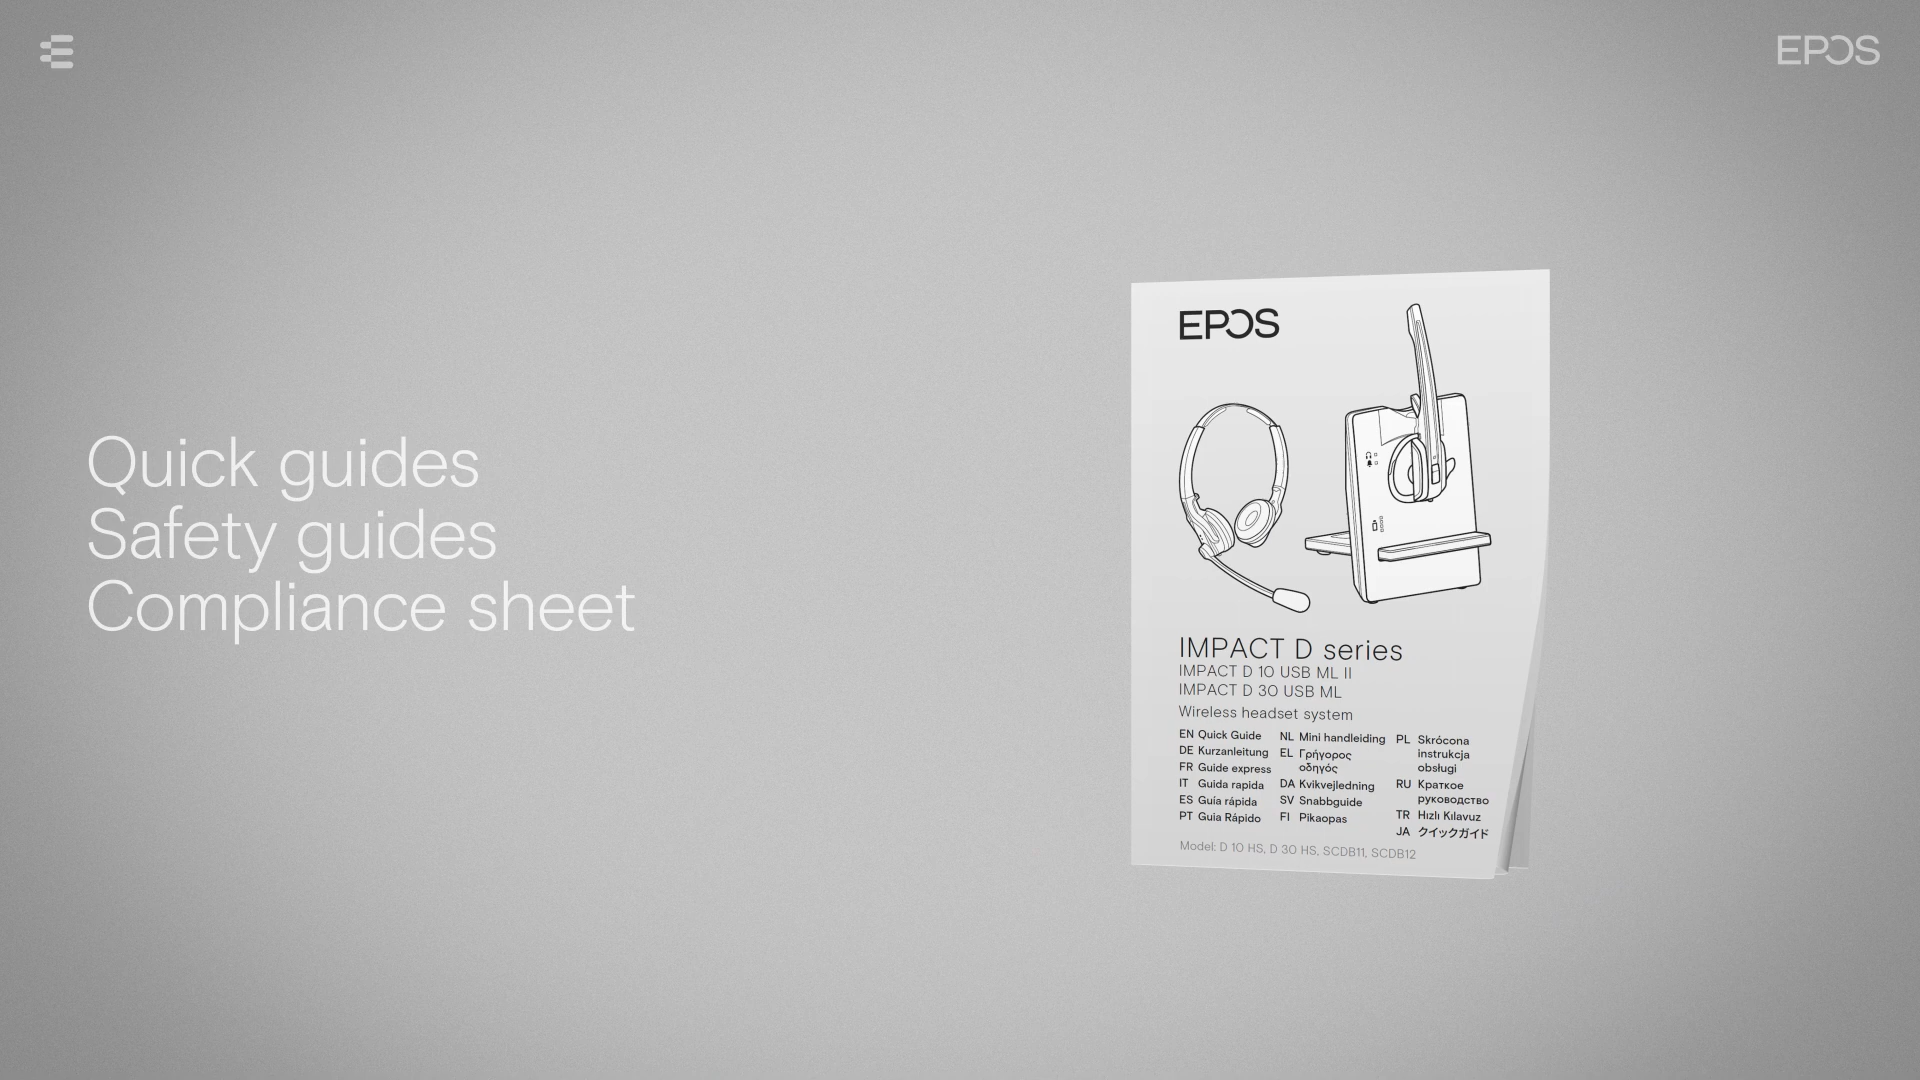 EPOS
Quick guides
Safety guides
Compliance sheet
EPOS
IMPACT D series
IMPACT D 10 USB ML II
IMPACT D 30 USB ML
Wireless headset system
EN Quick Guide
DE Kurzanleitung
FR Guide express
IT Guida rapida
ES Guía rápida
PT Guia Rápido
NL Mini handleiding
EL Γρήγορος
οδηγός
DA Kvikvejledning
SV Snabbguide
FI Pikaopas
PL Skrócona
instrukcja
obsługi
RU Краткое
руководство
TR Hızlı Kılavuz
JA クイックガイド
Model: D 10 HS, D 30 HS, SCDB11, SCDB12